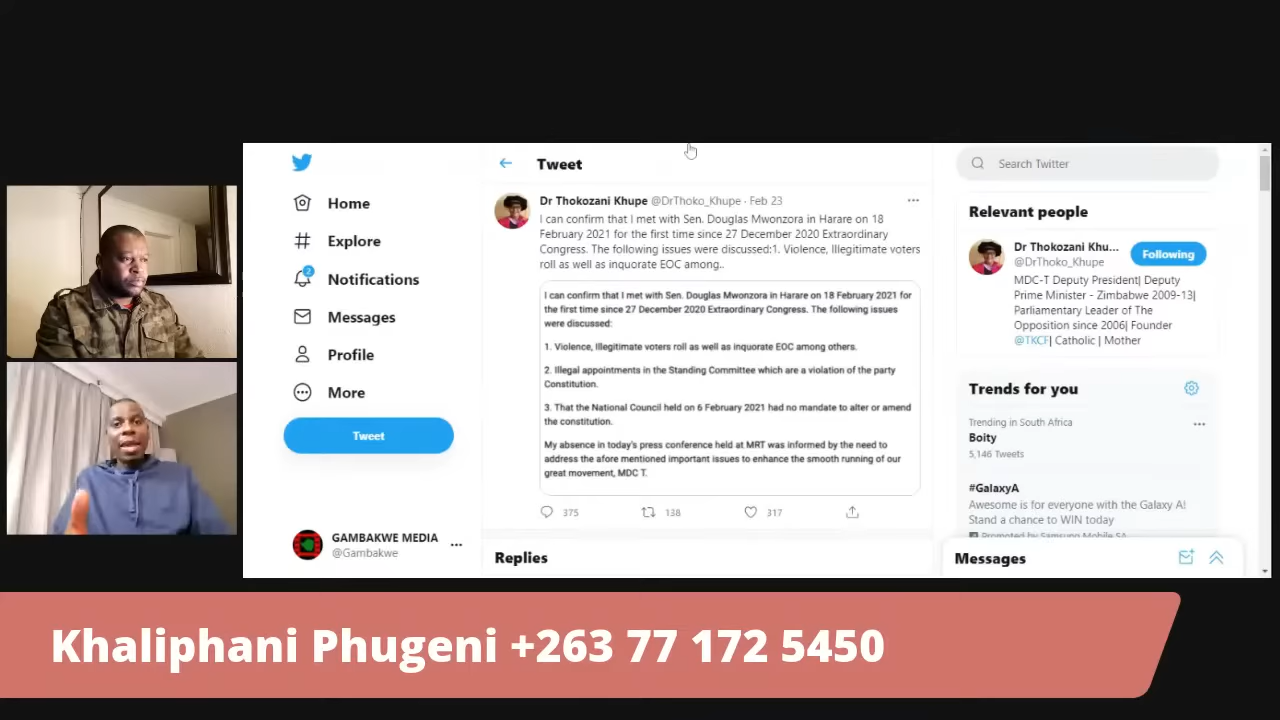 Home
Explore
2
Notifications
Messages
Profile
More
Tweet
GAMBAKWE MEDIA
@Gambakwe
Tweet
Dr Thokozani Khupe @DrThoko_Khupe · Feb 23
I can confirm that I met with Sen. Douglas Mwonzora in Harare on 18
February 2021 for the first time since 27 December 2020 Extraordinary
Congress. The following issues were discussed:1. Violence, Illegitimate voters
roll as well as inquorate EOC among..
I can confirm that I met with Sen. Douglas Mwonzora in Harare on 18 February 2021 for
the first time since 27 December 2020 Extraordinary Congress. The following issues
were discussed:
1. Violence, Illegitimate voters roll as well as inquorate EOC among others.
2. Illegal appointments in the Standing Committee which are a violation of the party
Constitution.
3. That the National Council held on 6 February 2021 had no mandate to alter or amend
the constitution.
My absence in today's press conference held at MRT was informed by the need to
address the afore mentioned important issues to enhance the smooth running of our
great movement, MDC T.
375 138 317
Replies
Search Twitter
Relevant people
Dr Thokozani Khu...
@DrThoko_Khupe
Following
MDC-T Deputy President| Deputy
Prime Minister - Zimbabwe 2009-13|
Parliamentary Leader of The
Opposition since 2006| Founder
@TKCF| Catholic | Mother
Trends for you
Trending in South Africa
Boity
5,146 Tweets
#GalaxyA
Awesome is for everyone with the Galaxy A!
Stand a chance to WIN today
Promoted by Samsung Mobile SA
Messages
Khaliphani Phugeni +263 77 172 5450